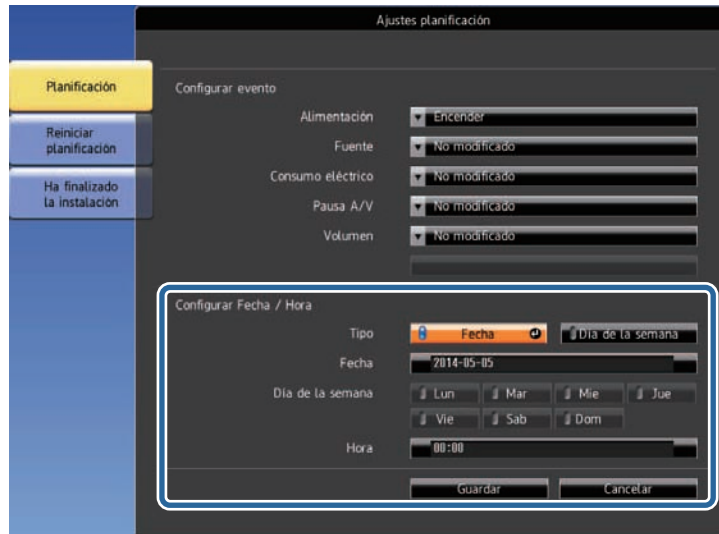 Ajustes planificación
Planificación
Reiniciar
planificación
Ha finalizado
la instalación
Configurar evento
Alimentación Encender
Fuente No modificado
Consumo eléctrico No modificado
Pausa A/V No modificado
Volumen No modificado
Configurar Fecha / Hora
Tipo Fecha Día de la semana
Fecha 2014-05-05
Día de la semana Lun Mar Mie Jue
Vie Sab Dom
Hora 00:00
Guardar Cancelar